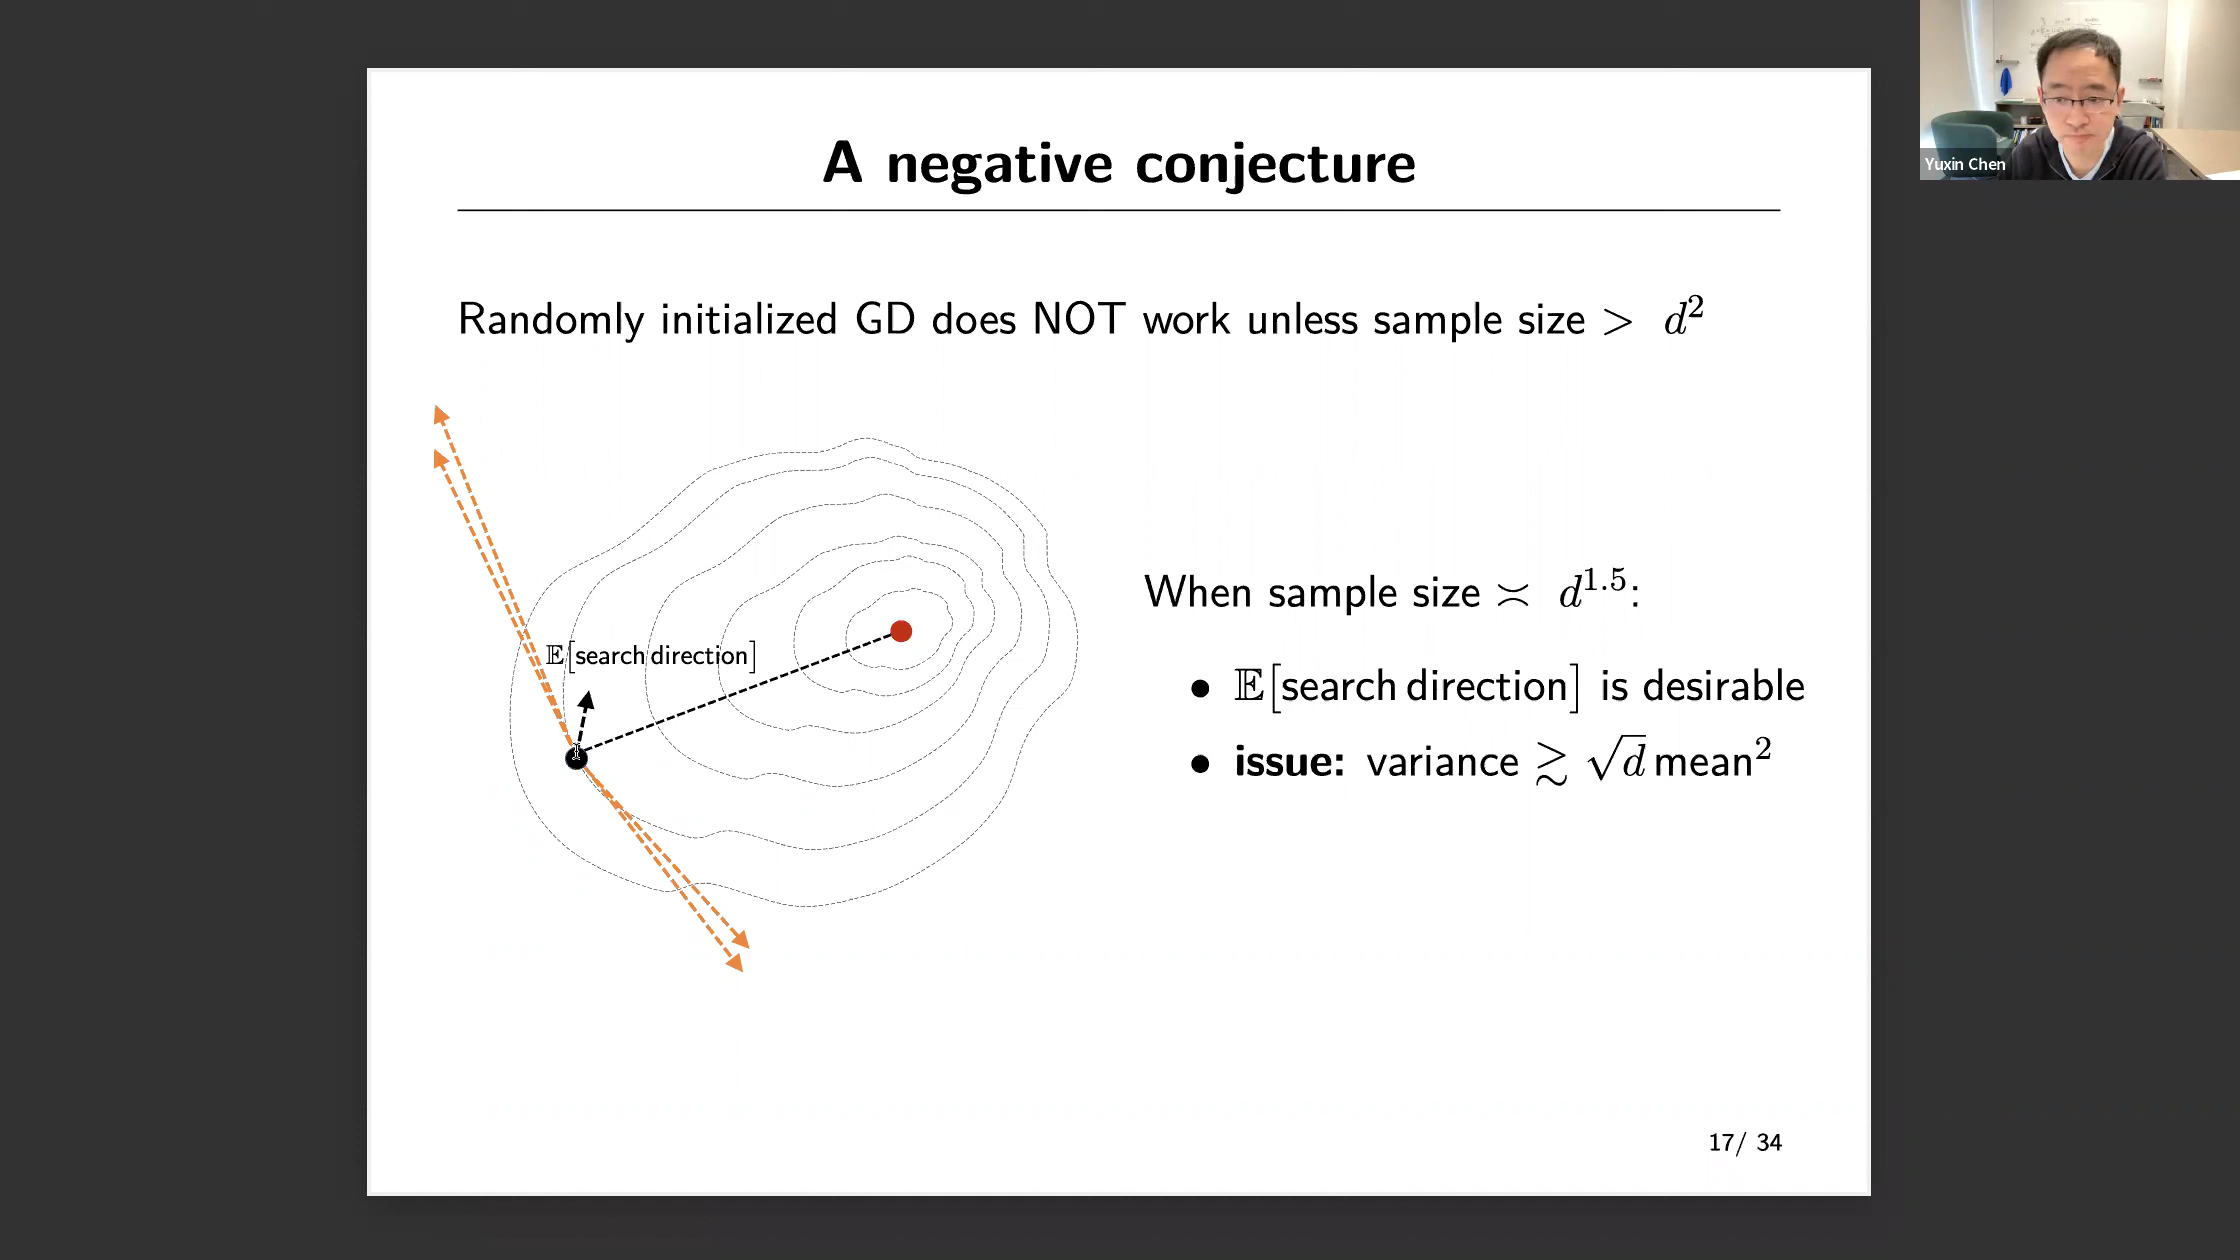 A negative conjecture
Randomly initialized GD does NOT work unless sample size > d²
𝔼[search direction]
When sample size ≍ d^{1.5}:
• 𝔼[search direction] is desirable
• issue: variance ≳ √d mean²
17/ 34
Yuxin Chen